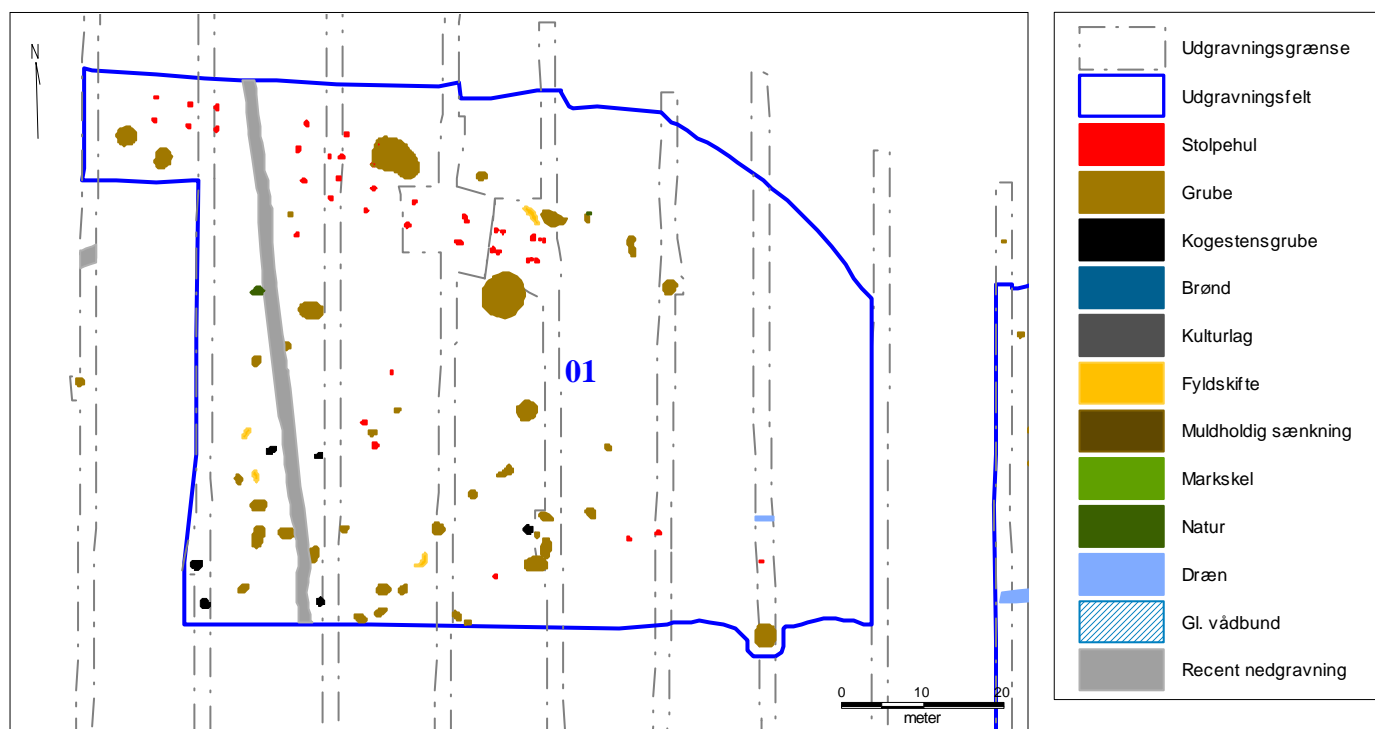 N
01
0 10 20
meter
Udgravningsgrænse
Udgravningsfelt
Stolpehul
Grube
Kogestensgrube
Brønd
Kulturlag
Fyldskifte
Muldholdig sænkning
Markskel
Natur
Dræn
Gl. vådbund
Recent nedgravning